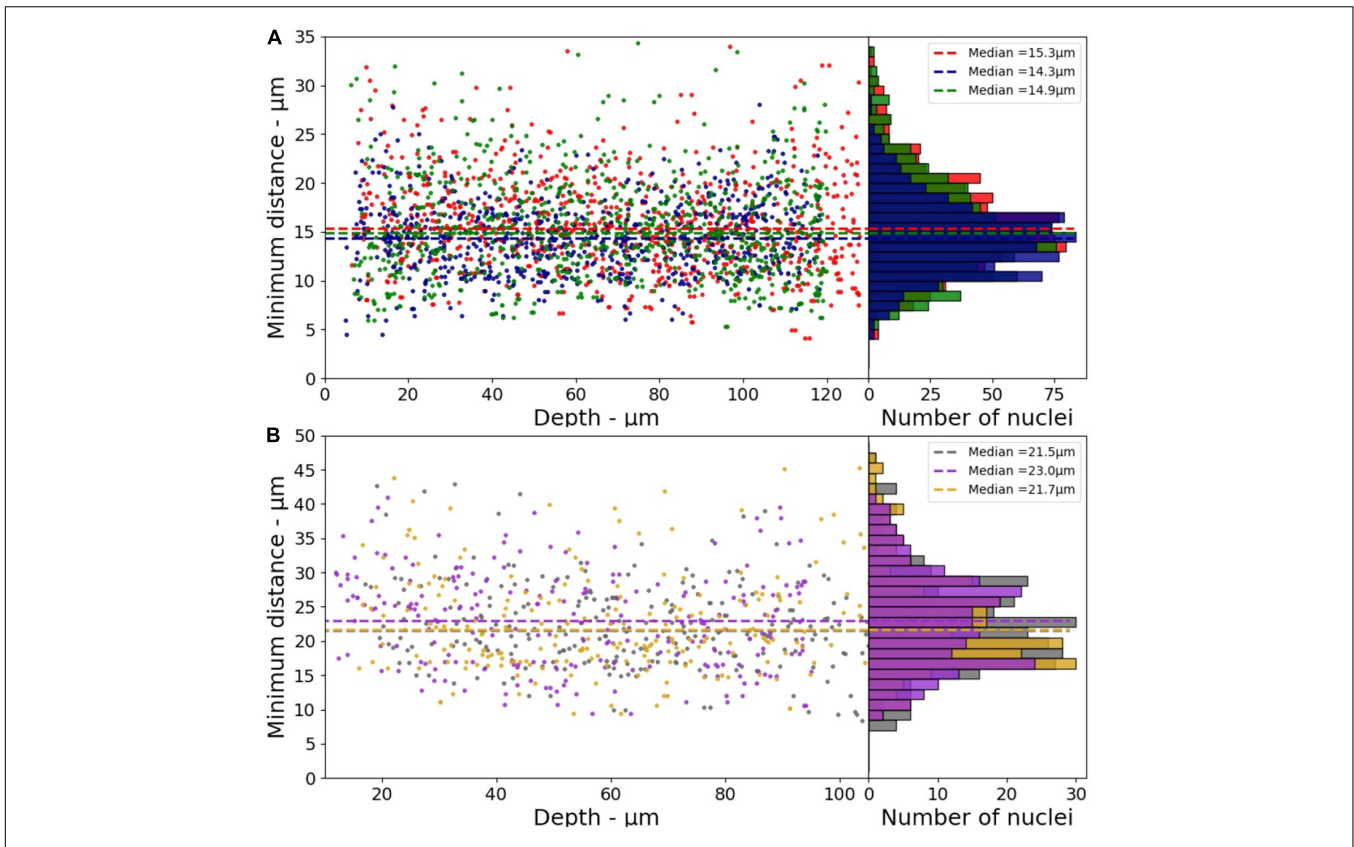 A
35
30
25
20
15
10
5
0
Minimum distance - μm
0 20 40 60 80 100 120
Depth - μm
Median =15.3μm
Median =14.3μm
Median =14.9μm
0 25 50 75
Number of nuclei
B
50
45
40
35
30
25
20
15
10
5
0
Minimum distance - μm
20 40 60 80 100
Depth - μm
Median =21.5μm
Median =23.0μm
Median =21.7μm
0 10 20 30
Number of nuclei